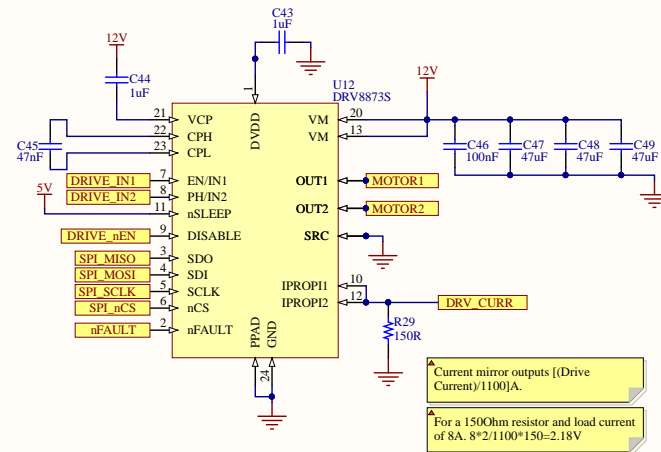 C43
1uF
12V
C44
1uF
U12
DRV8873S
12V
1
DVDD
21 VCP
22 CPH
23 CPL
C45
47nF
VM 20
VM 13
C46
100nF
C47
47uF
C48
47uF
C49
47uF
DRIVE_IN1 7 EN/IN1
DRIVE_IN2 8 PH/IN2
5V
11 nSLEEP
OUT1 MOTOR1
OUT2 MOTOR2
DRIVE_nEN 9 DISABLE
SRC
SPI_MISO 3 SDO
SPI_MOSI 4 SDI
SPI_SCLK 5 SCLK
SPI_nCS 6 nCS
nFAULT 2 nFAULT
IPROPI1 10
IPROPI2 12
DRV_CURR
R29
150R
PPAD
GND
24
Current mirror outputs [(Drive
Current)/1100]A.
For a 150Ohm resistor and load current
of 8A. 8*2/1100*150=2.18V